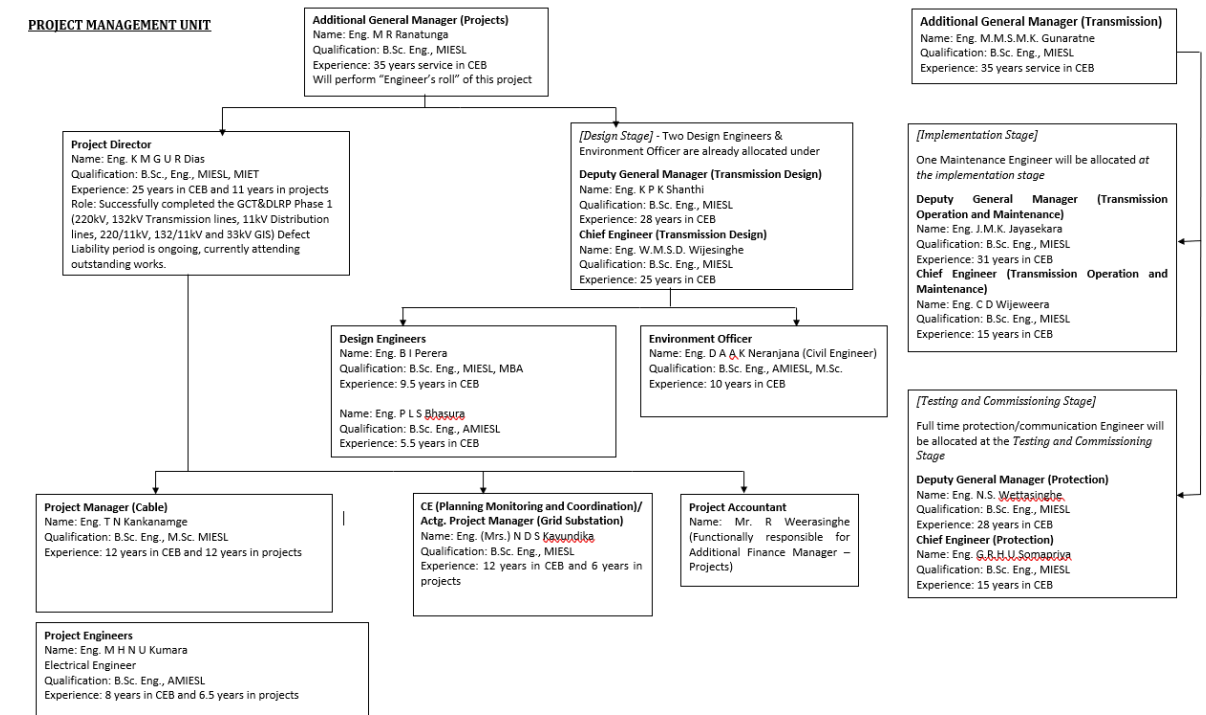 PROJECT MANAGEMENT UNIT
Additional General Manager (Projects)
Name: Eng. M R Ranatunga
Qualification: B.Sc. Eng., MIESL
Experience: 35 years service in CEB
Will perform "Engineer's roll" of this project
Additional General Manager (Transmission)
Name: Eng. M.M.S.M.K. Gunaratne
Qualification: B.Sc. Eng., MIESL
Experience: 35 years service in CEB
Project Director
Name: Eng. K M G U R Dias
Qualification: B.Sc., Eng., MIESL, MIET
Experience: 25 years in CEB and 11 years in projects
Role: Successfully completed the GCT&DLRP Phase 1
(220kV, 132kV Transmission lines, 11kV Distribution
lines, 220/11kV, 132/11kV and 33kV GIS) Defect
Liability period is ongoing, currently attending
outstanding works.
[Design Stage] - Two Design Engineers &
Environment Officer are already allocated under
Deputy General Manager (Transmission Design)
Name: Eng. K P K Shanthi
Qualification: B.Sc. Eng., MIESL
Experience: 28 years in CEB
Chief Engineer (Transmission Design)
Name: Eng. W.M.S.D. Wijesinghe
Qualification: B.Sc. Eng., MIESL
Experience: 25 years in CEB
[Implementation Stage]
One Maintenance Engineer will be allocated at
the implementation stage
Deputy General Manager (Transmission
Operation and Maintenance)
Name: Eng. J.M.K. Jayasekara
Qualification: B.Sc. Eng., MIESL
Experience: 31 years in CEB
Chief Engineer (Transmission Operation and
Maintenance)
Name: Eng. C D Wijeweera
Qualification: B.Sc. Eng., MIESL
Experience: 15 years in CEB
Design Engineers
Name: Eng. B I Perera
Qualification: B.Sc. Eng., MIESL, MBA
Experience: 9.5 years in CEB
Name: Eng. P L S Bhasura
Qualification: B.Sc. Eng., AMIESL
Experience: 5.5 years in CEB
Environment Officer
Name: Eng. D A A K Neranjana (Civil Engineer)
Qualification: B.Sc. Eng., AMIESL, M.Sc.
Experience: 10 years in CEB
[Testing and Commissioning Stage]
Full time protection/communication Engineer will
be allocated at the Testing and Commissioning
Stage
Deputy General Manager (Protection)
Name: Eng. N.S. Wettasinghe
Qualification: B.Sc. Eng., MIESL
Experience: 28 years in CEB
Chief Engineer (Protection)
Name: Eng. G.R.H.U.Somapriya
Qualification: B.Sc. Eng., MIESL
Experience: 15 years in CEB
Project Manager (Cable)
Name: Eng. T N Kankanamge
Qualification: B.Sc. Eng., M.Sc. MIESL
Experience: 12 years in CEB and 12 years in projects
CE (Planning Monitoring and Coordination)/
Actg. Project Manager (Grid Substation)
Name: Eng. (Mrs.) N D S Kavundika
Qualification: B.Sc. Eng., MIESL
Experience: 12 years in CEB and 6 years in
projects
Project Accountant
Name: Mr. R Weerasinghe
(Functionally responsible for
Additional Finance Manager –
Projects)
Project Engineers
Name: Eng. M H N U Kumara
Electrical Engineer
Qualification: B.Sc. Eng., AMIESL
Experience: 8 years in CEB and 6.5 years in projects